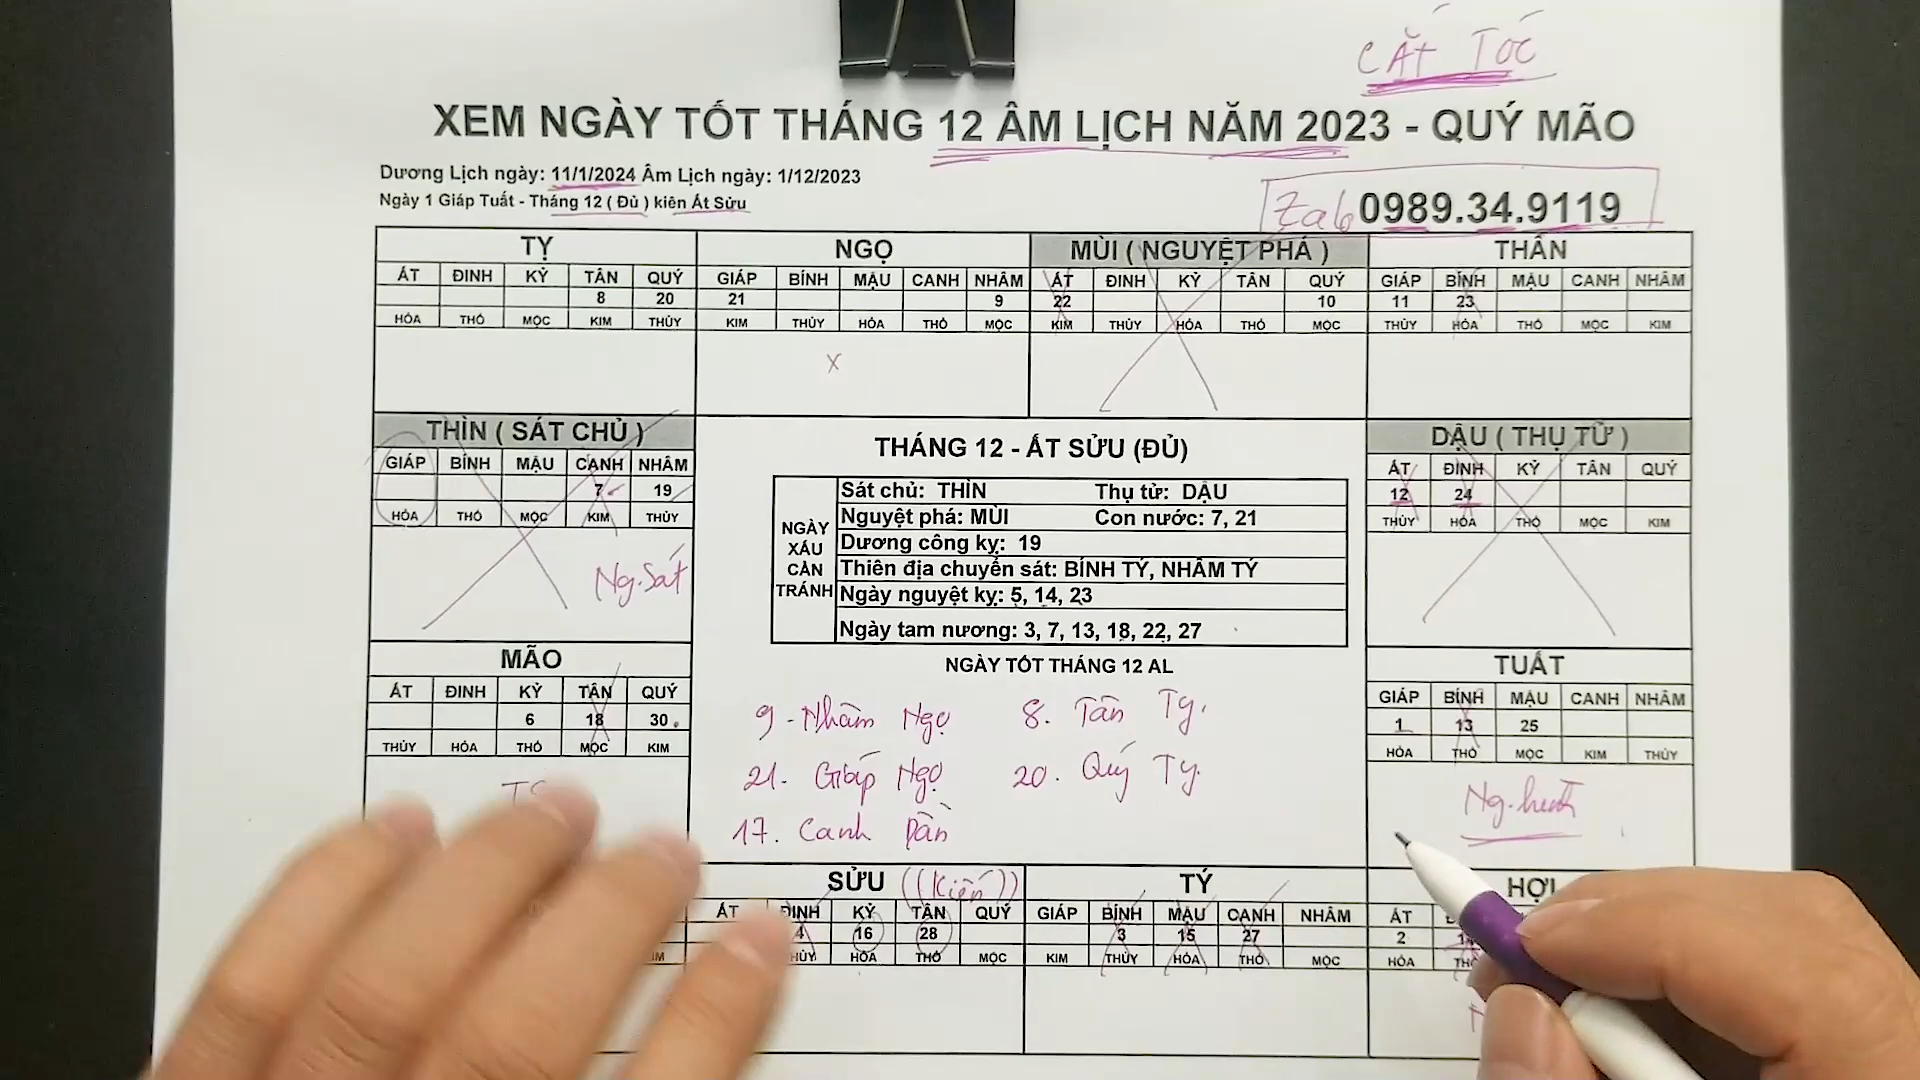 CẮT TÓC
XEM NGÀY TỐT THÁNG 12 ÂM LỊCH NĂM 2023 - QUÝ MÃO
Dương Lịch ngày: 11/1/2024 Âm Lịch ngày: 1/12/2023
Ngày 1 Giáp Tuất - Tháng 12 ( Đủ ) kiên Ất Sửu
Zalo 0989.34.9119
TỴ
ẤT ĐINH KỶ TÂN QUÝ
8 20
HỎA THỔ MỘC KIM THỦY
NGỌ
GIÁP BÍNH MẬU CANH NHÂM
21 9
KIM THỦY HỎA THỔ MỘC
X
MÙI ( NGUYỆT PHÁ )
ẤT ĐINH KỶ TÂN QUÝ
22 10
KIM THỦY HỎA THỔ MỘC
THÂN
GIÁP BÍNH MẬU CANH NHÂM
11 23
THỦY HỎA THỔ MỘC KIM
THÌN ( SÁT CHỦ )
GIÁP BÍNH MẬU CANH NHÂM
7 19
HỎA THỔ MỘC KIM THỦY
Ng.Sát
THÁNG 12 - ẤT SỬU (ĐỦ)
NGÀY XẤU CẦN TRÁNH
Sát chủ: THÌN Thụ tử: DẬU
Nguyệt phá: MÙI Con nước: 7, 21
Dương công kỵ: 19
Thiên địa chuyển sát: BÍNH TÝ, NHÂM TÝ
Ngày nguyệt kỵ: 5, 14, 23
Ngày tam nương: 3, 7, 13, 18, 22, 27
DẬU ( THỤ TỬ )
ẤT ĐINH KỶ TÂN QUÝ
12 24
THỦY HỎA THỔ MỘC KIM
MÃO
ẤT ĐINH KỶ TÂN QUÝ
6 18 30
THỦY HỎA THỔ MỘC KIM
NGÀY TỐT THÁNG 12 AL
9 - Nhâm Ngọ 8. Tân Tỵ.
21. Giáp Ngọ 20. Quý Tỵ.
17. Canh Dần
TUẤT
GIÁP BÍNH MẬU CANH NHÂM
1 13 25
HỎA THỔ MỘC KIM THỦY
SỬU ((Kiến))
ẤT ĐINH KỶ TÂN QUÝ
4 16 28
HỎA THỔ MỘC
TÝ
GIÁP BÍNH MẬU CANH NHÂM
3 15 27
KIM THỦY HỎA THỔ MỘC
HỢI
ẤT
2
HỎA